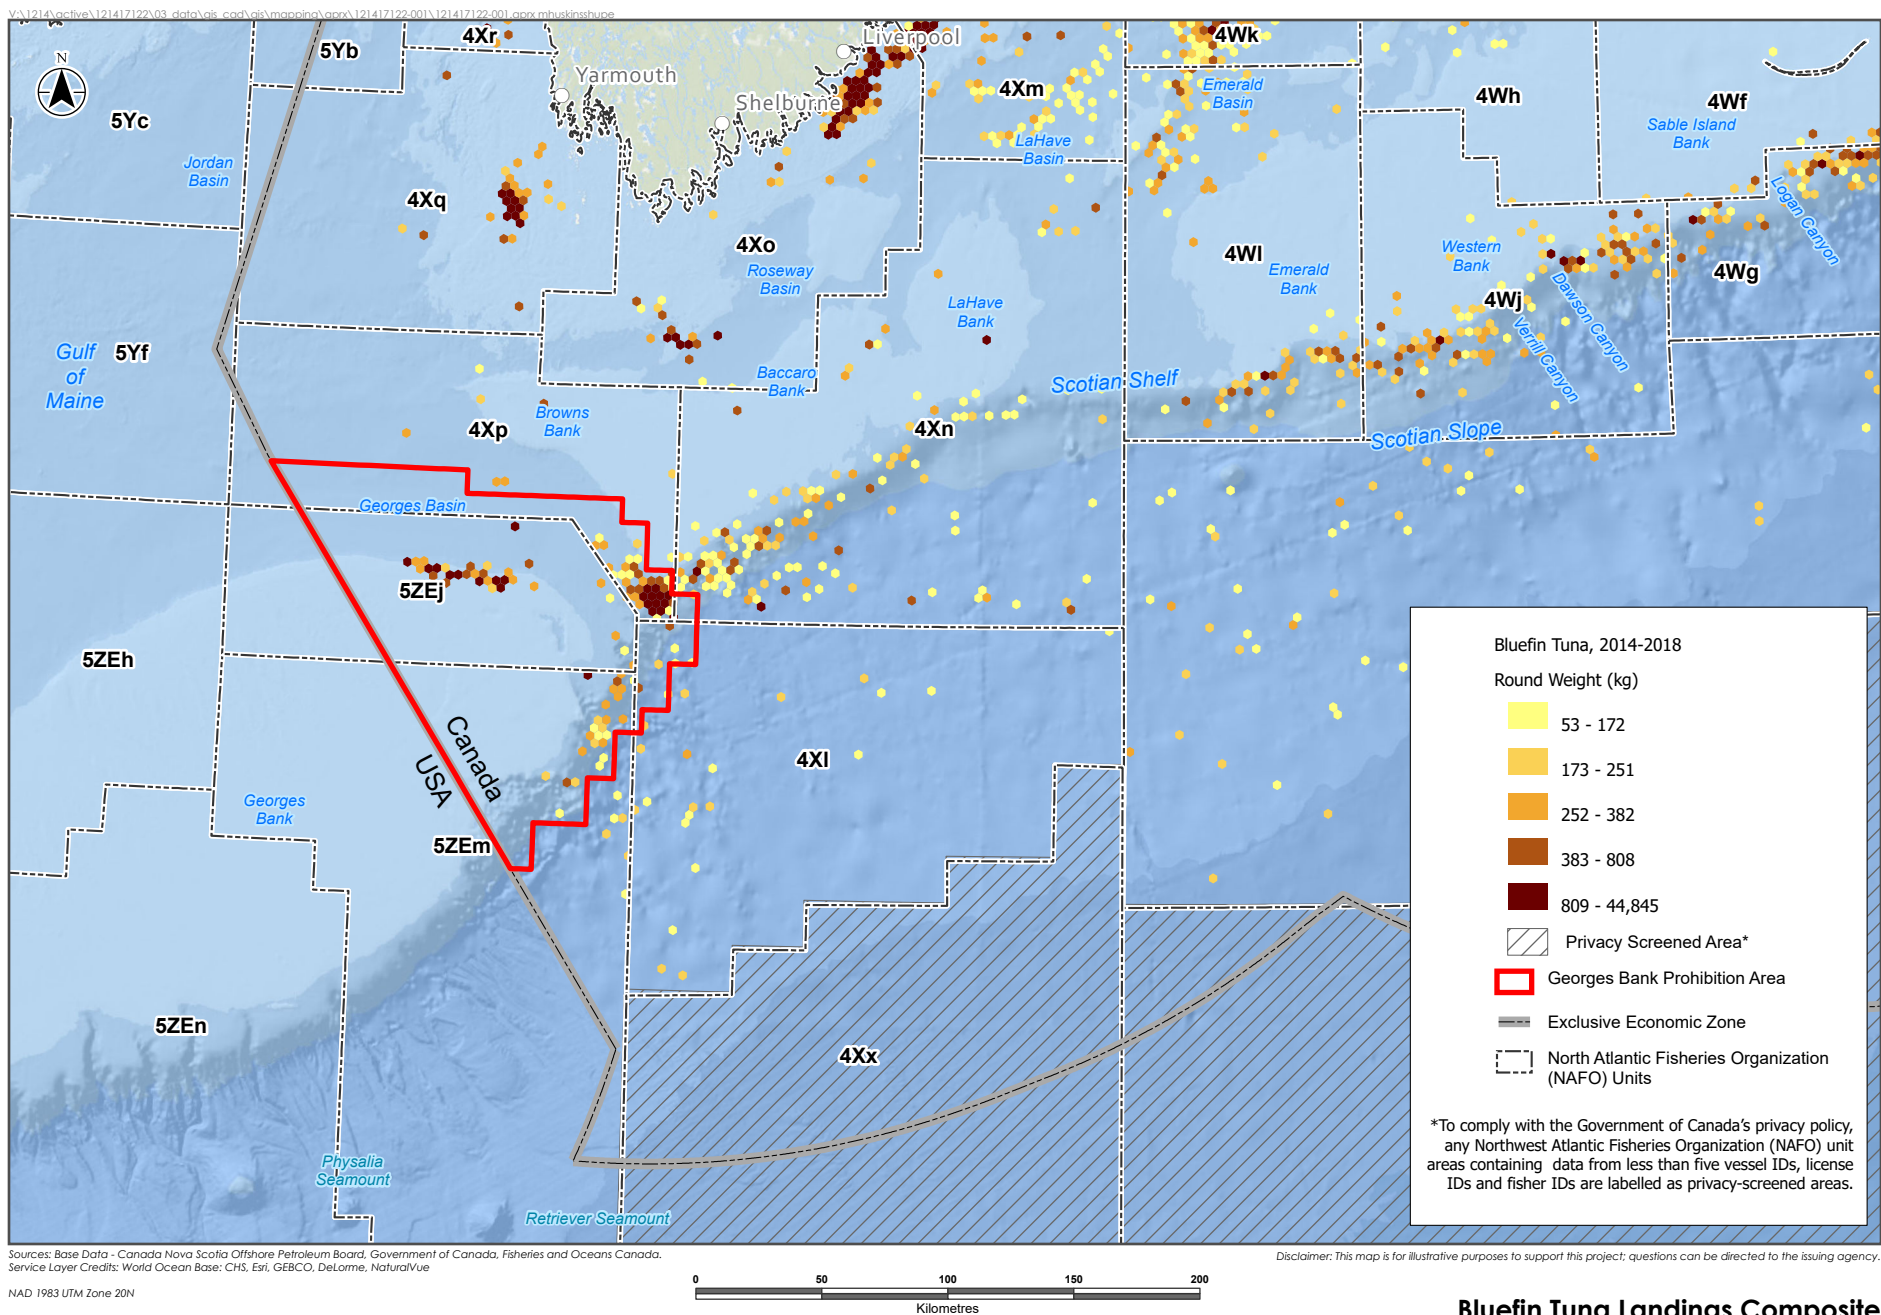 V:\1214\active\121417122\03_data\gis_cad\gis\mapping\aprx\121417122-001\121417122-001.aprx mhuskinsshupe
N
5Yb
4Xr
Liverpool
4Wk
Yarmouth
Shelburne
4Xm
Emerald
Basin
4Wh
4Wf
5Yc
Sable Island
Bank
Jordan
Basin
LaHave
Basin
4Xq
Logan Canyon
4Xo
4Wl
Western
Bank
Roseway
Basin
Emerald
Bank
4Wg
LaHave
Bank
4Wj
Dawson Canyon
Verrill Canyon
Gulf
of
Maine
5Yf
Baccaro
Bank
Scotian Shelf
Browns
Bank
4Xp
4Xn
Scotian Slope
Georges Basin
5ZEj
5ZEh
Canada
USA
4Xl
Georges
Bank
5ZEm
5ZEn
4Xx
Physalia
Seamount
Retriever Seamount
Bluefin Tuna, 2014-2018
Round Weight (kg)
53 - 172
173 - 251
252 - 382
383 - 808
809 - 44,845
Privacy Screened Area*
Georges Bank Prohibition Area
Exclusive Economic Zone
North Atlantic Fisheries Organization
(NAFO) Units
*To comply with the Government of Canada's privacy policy,
any Northwest Atlantic Fisheries Organization (NAFO) unit
areas containing data from less than five vessel IDs, license
IDs and fisher IDs are labelled as privacy-screened areas.
Sources: Base Data - Canada Nova Scotia Offshore Petroleum Board, Government of Canada, Fisheries and Oceans Canada.
Service Layer Credits: World Ocean Base: CHS, Esri, GEBCO, DeLorme, NaturalVue
Disclaimer: This map is for illustrative purposes to support this project; questions can be directed to the issuing agency.
NAD 1983 UTM Zone 20N
0 50 100 150 200
Kilometres
Bluefin Tuna Landings Composite